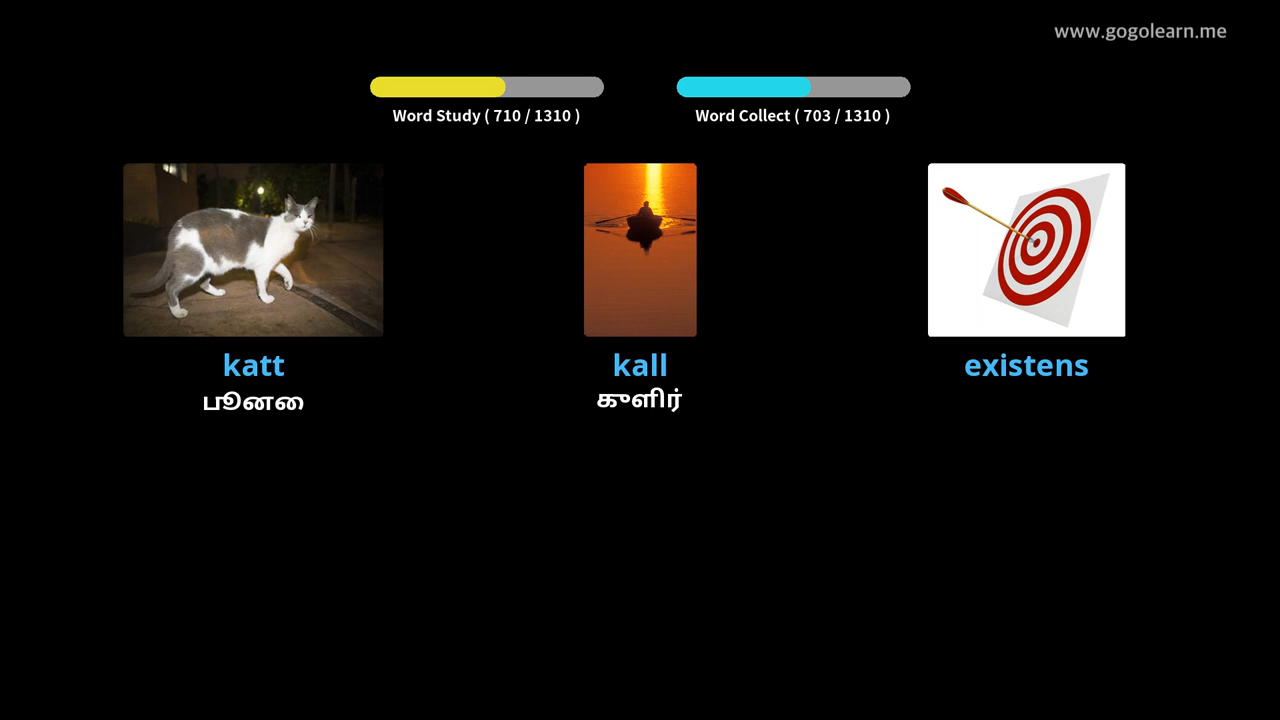 www.gogolearn.me
Word Study ( 710 / 1310 )
Word Collect ( 703 / 1310 )
katt
kall
existens
பூனை
குளிர்